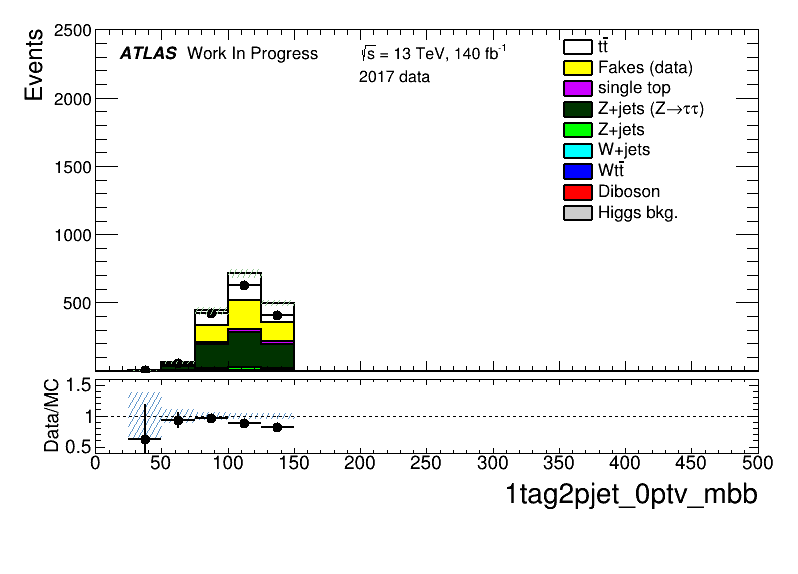 2500
2000
1500
1000
500
Events
ATLAS Work In Progress
√s = 13 TeV, 140 fb⁻¹
2017 data
tt̄
Fakes (data)
single top
Z+jets (Z→ττ)
Z+jets
W+jets
Wtt̄
Diboson
Higgs bkg.
1.5
1
0.5
Data/MC
0 50 100 150 200 250 300 350 400 450 500
1tag2pjet_0ptv_mbb